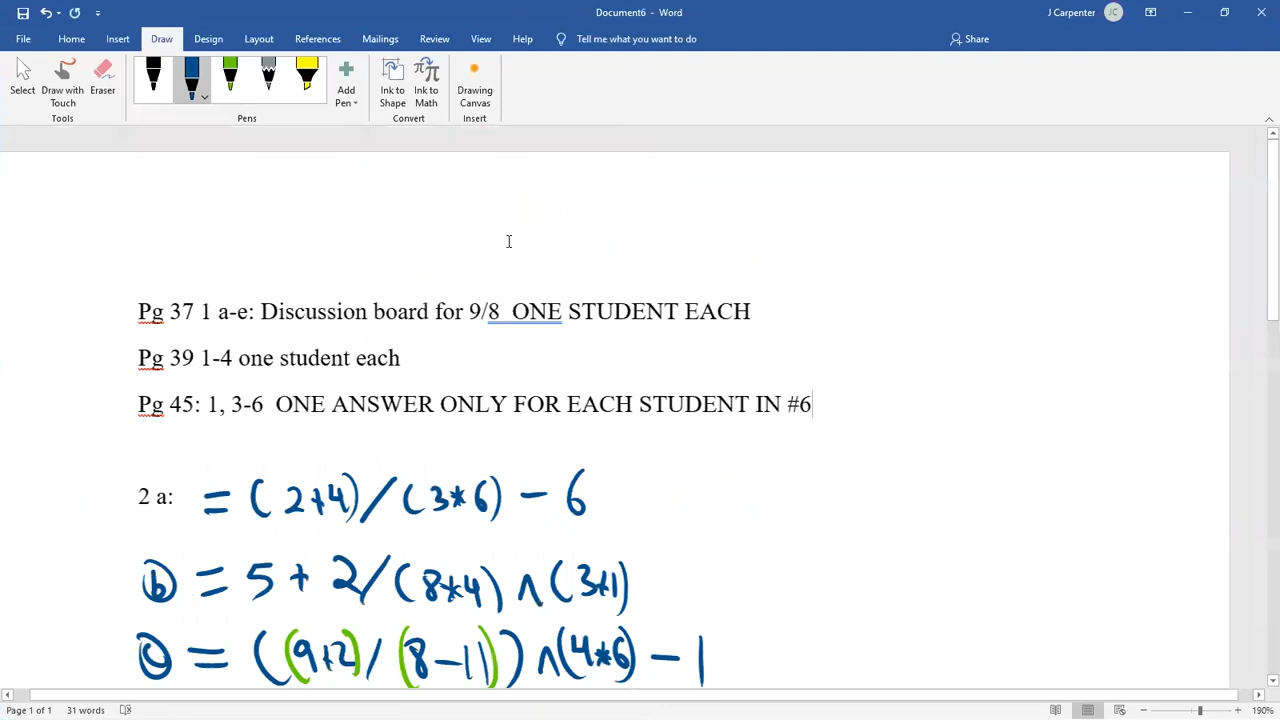 Document6 - Word
J Carpenter
JC
File Home Insert Draw Design Layout References Mailings Review View Help Tell me what you want to do
Share
Select
Draw with Touch
Eraser
Add Pen
Ink to Shape
Ink to Math
Drawing Canvas
Tools
Pens
Convert
Insert
Pg 37 1 a-e: Discussion board for 9/8 ONE STUDENT EACH
Pg 39 1-4 one student each
Pg 45: 1, 3-6 ONE ANSWER ONLY FOR EACH STUDENT IN #6
2 a: = (2+4)/(3*6) - 6
b = 5 + 2/(8*4)^(3+1)
c = ((9+2)/(8-11))^(4*6) - 1
Page 1 of 1 31 words
190%